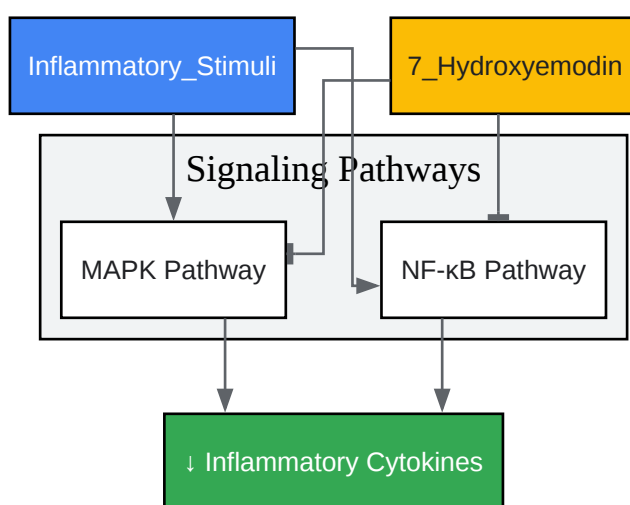 Inflammatory_Stimuli
7_Hydroxyemodin
Signaling Pathways
MAPK Pathway
NF-κB Pathway
↓ Inflammatory Cytokines